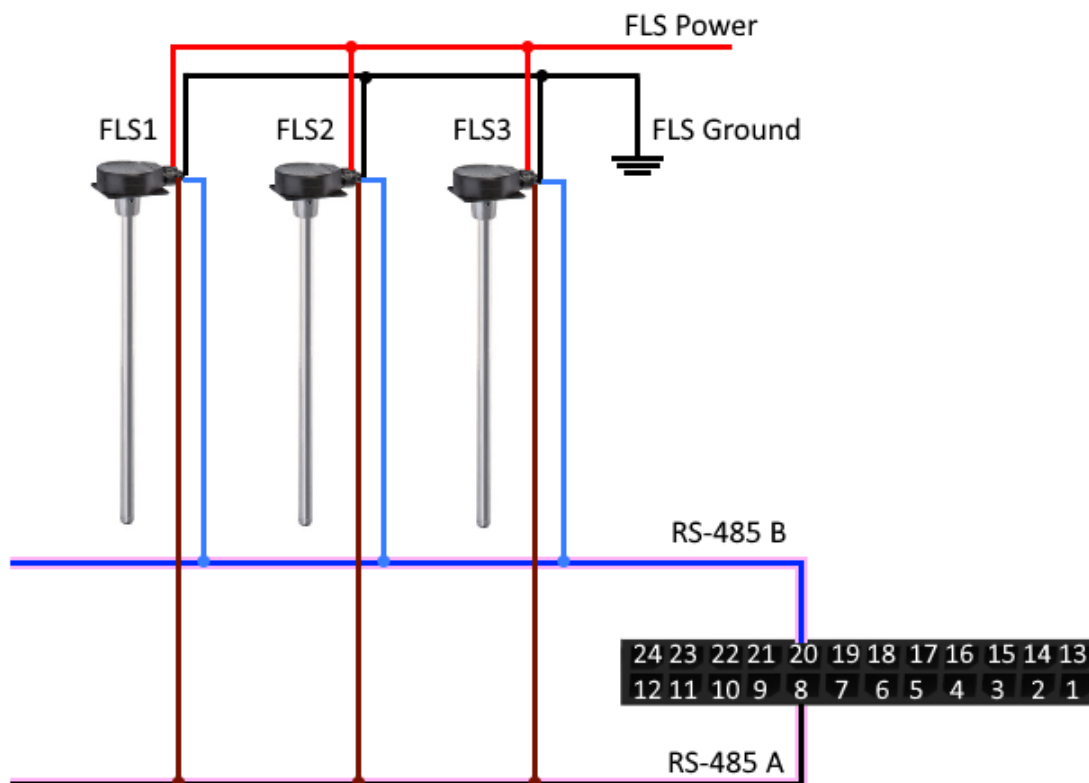 FLS Power
FLS1 FLS2 FLS3 FLS Ground
RS-485 B
24 23 22 21 20 19 18 17 16 15 14 13
12 11 10 9 8 7 6 5 4 3 2 1
RS-485 A